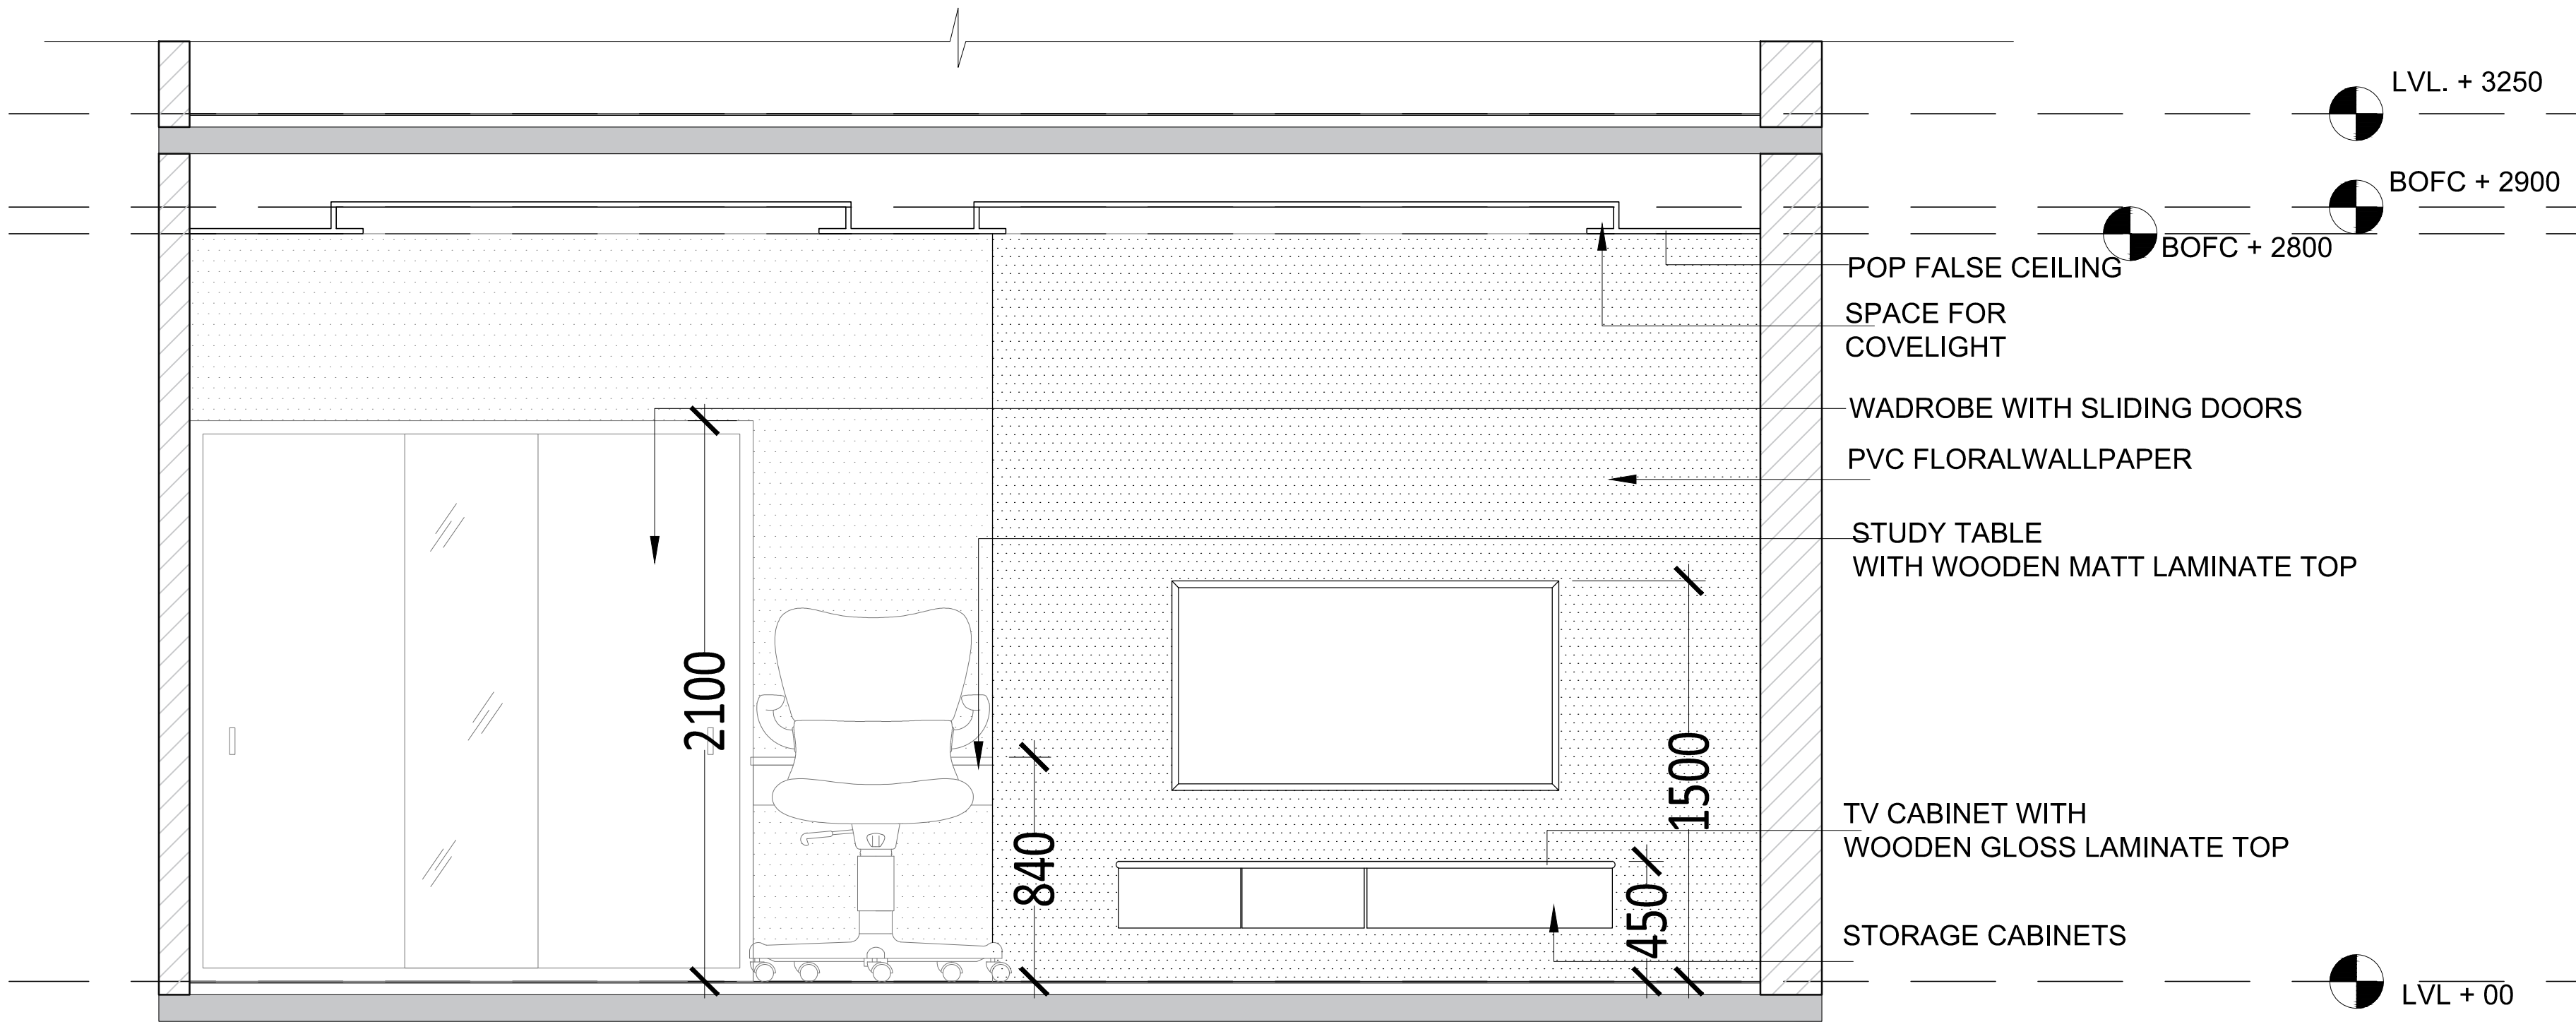 LVL. + 3250
BOFC + 2900
BOFC + 2800
POP FALSE CEILING
SPACE FOR
COVELIGHT
WADROBE WITH SLIDING DOORS
PVC FLORALWALLPAPER
STUDY TABLE
WITH WOODEN MATT LAMINATE TOP
2100
1500
840
450
TV CABINET WITH
WOODEN GLOSS LAMINATE TOP
STORAGE CABINETS
LVL + 00